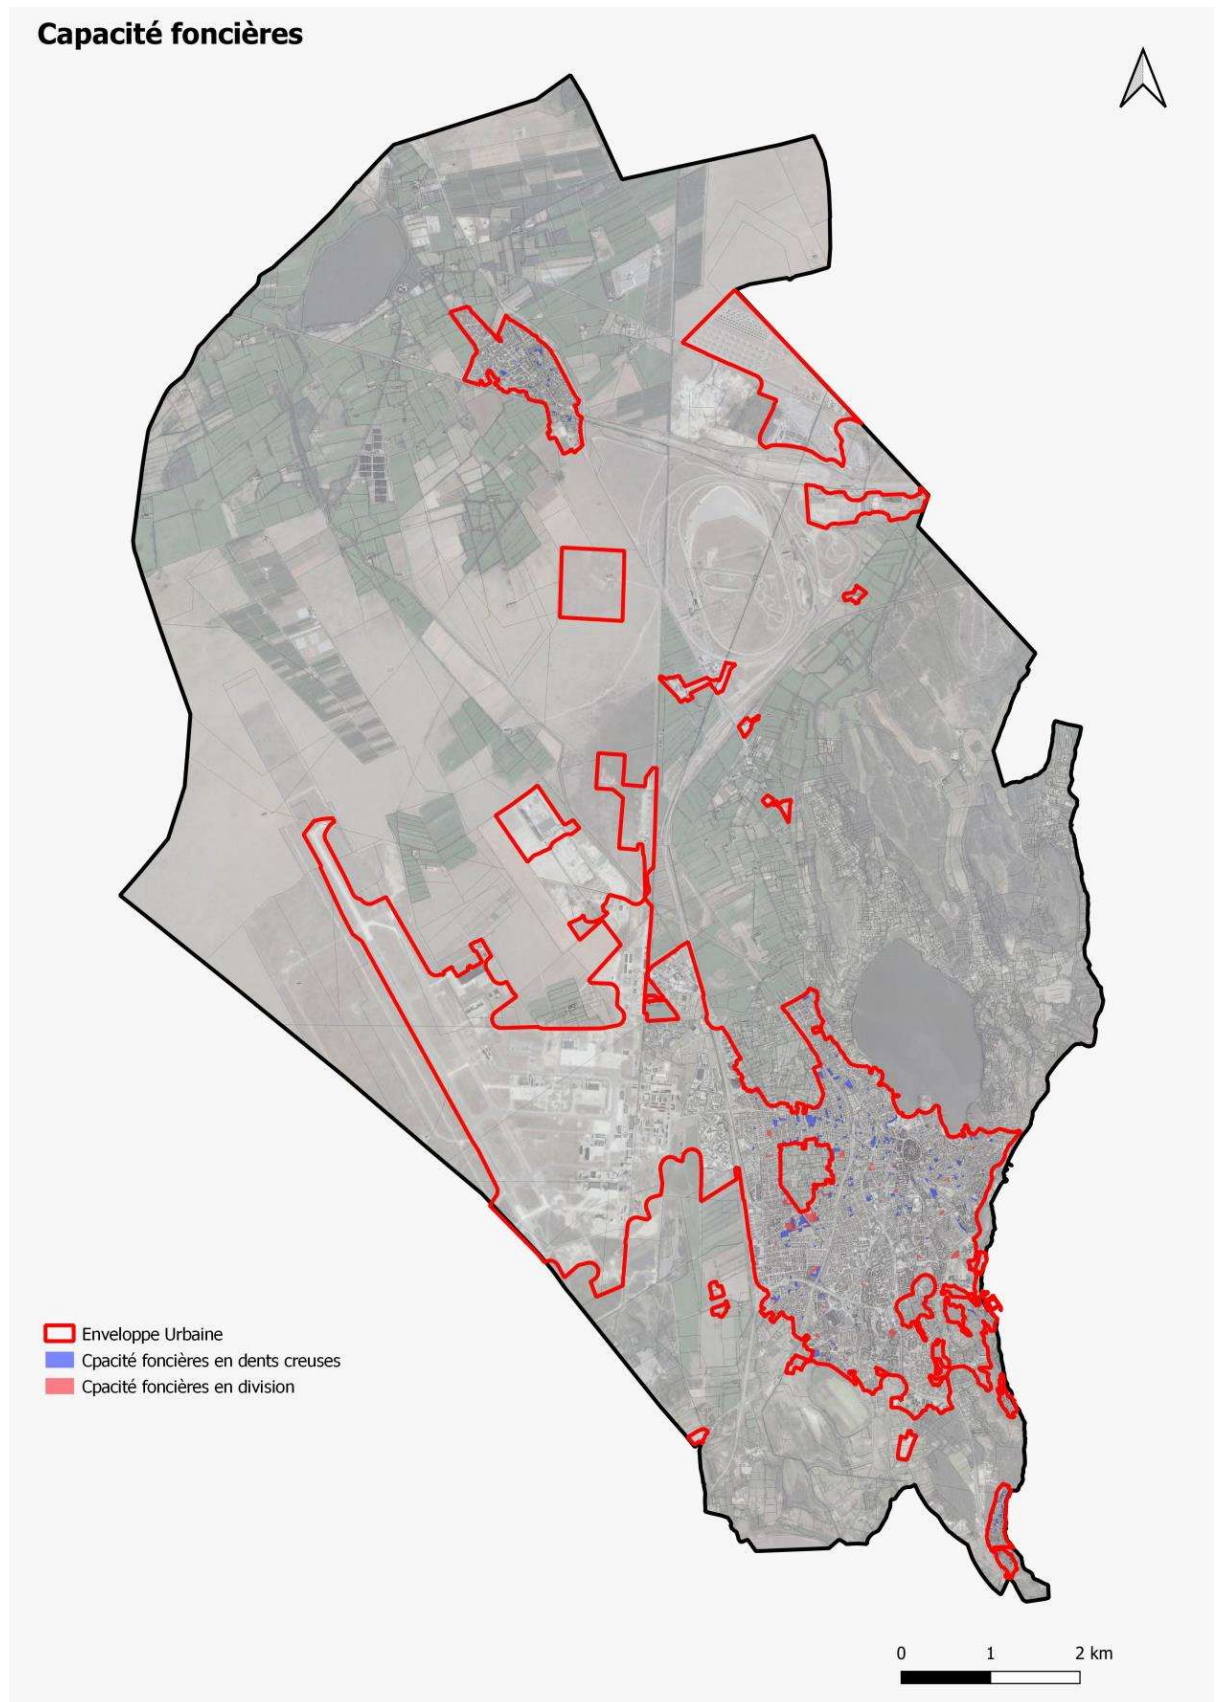 Capacité foncières
Enveloppe Urbaine
Cpacité foncières en dents creuses
Cpacité foncières en division
0 1 2 km